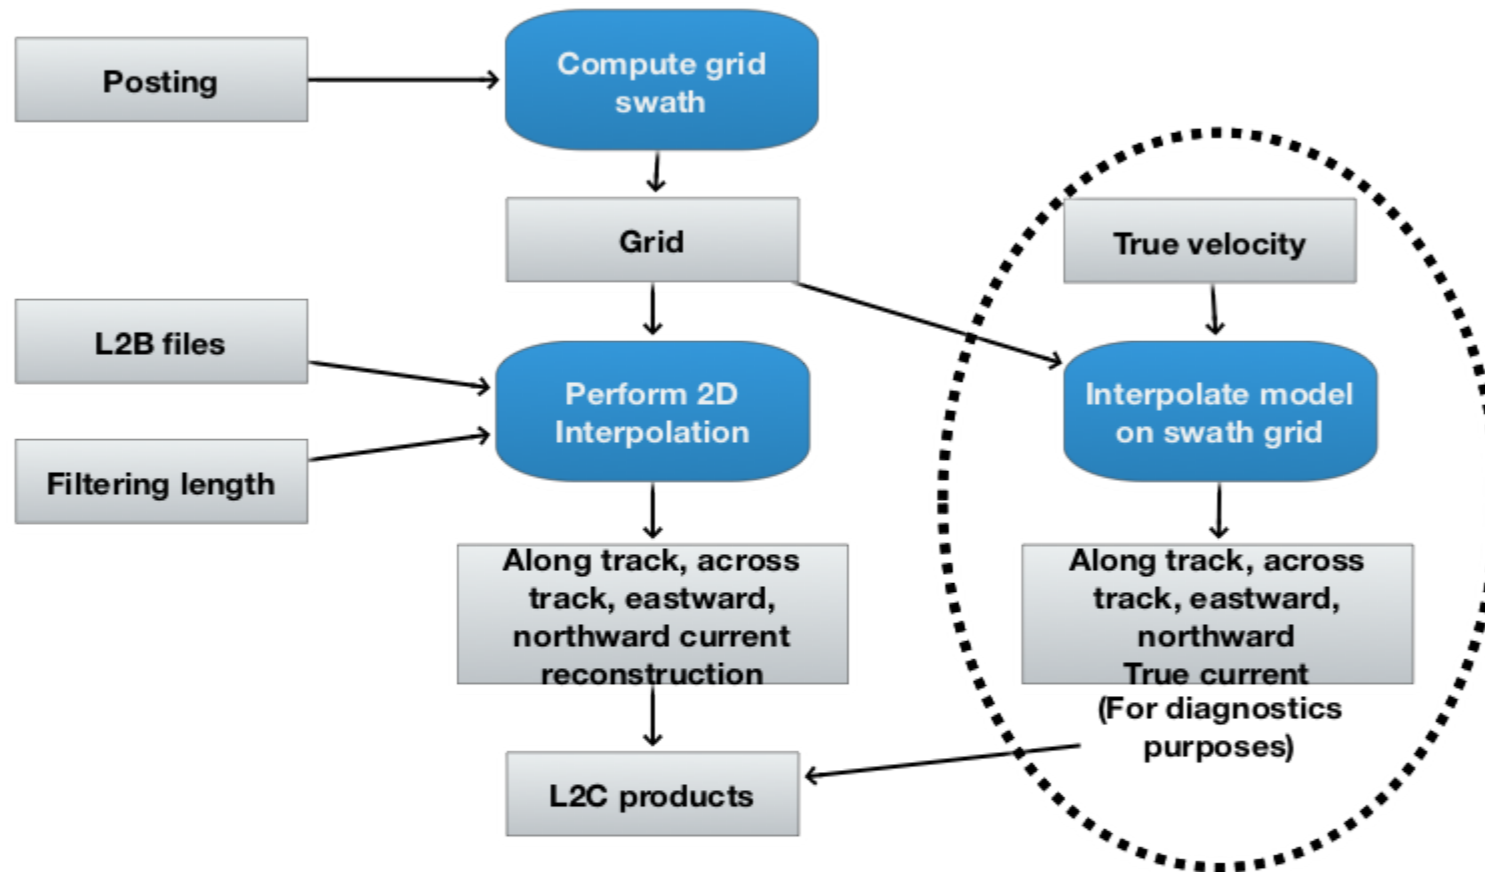 Posting
Compute grid
swath
Grid
True velocity
L2B files
Filtering length
Perform 2D
Interpolation
Interpolate model
on swath grid
Along track, across
track, eastward,
northward current
reconstruction
Along track, across
track, eastward,
northward
True current
(For diagnostics
purposes)
L2C products